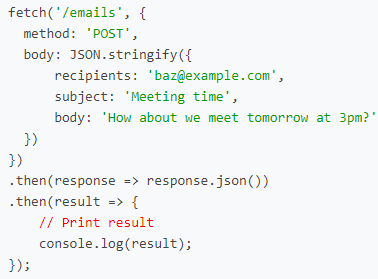 fetch('/emails', {
  method: 'POST',
  body: JSON.stringify({
      recipients: 'baz@example.com',
      subject: 'Meeting time',
      body: 'How about we meet tomorrow at 3pm?'
  })
})
.then(response => response.json())
.then(result => {
    // Print result
    console.log(result);
});